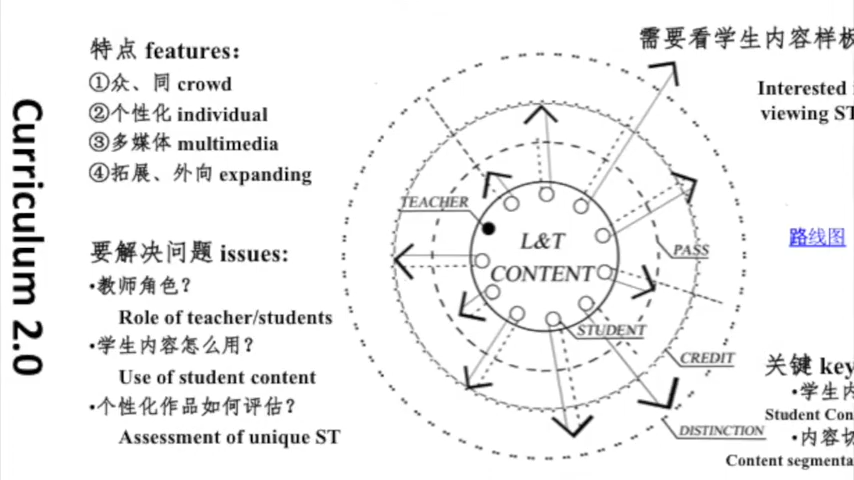 Curriculum 2.0
特点 features:
①众、同 crowd
②个性化 individual
③多媒体 multimedia
④拓展、外向 expanding
要解决问题 issues:
•教师角色?
Role of teacher/students
•学生内容怎么用?
Use of student content
•个性化作品如何评估?
Assessment of unique ST
TEACHER
L&T
CONTENT
PASS
STUDENT
CREDIT
DISTINCTION
需要看学生内容样板
Interested
viewing ST
路线图
关键 key
•学生内
Student Con
•内容切
Content segmenta